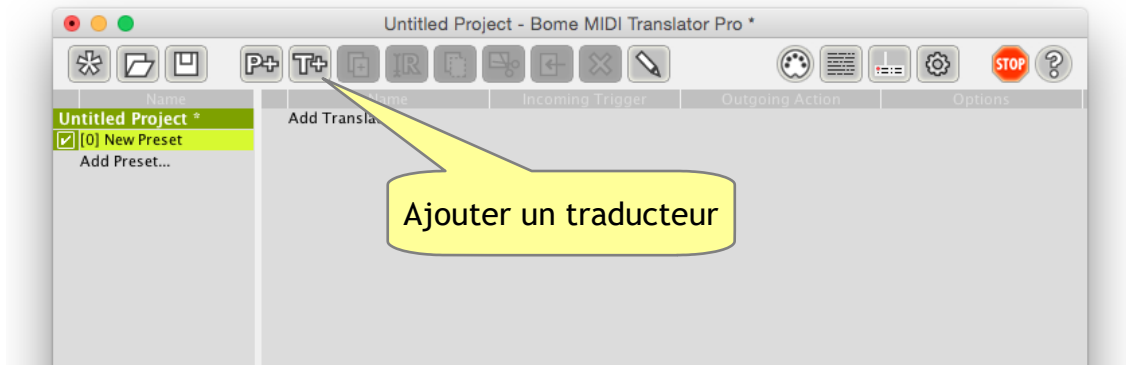 Untitled Project - Bome MIDI Translator Pro *
P+ T+ IR STOP ?
Name Name Incoming Trigger Outgoing Action Options
Untitled Project * Add Transla
[0] New Preset
Add Preset...
Ajouter un traducteur